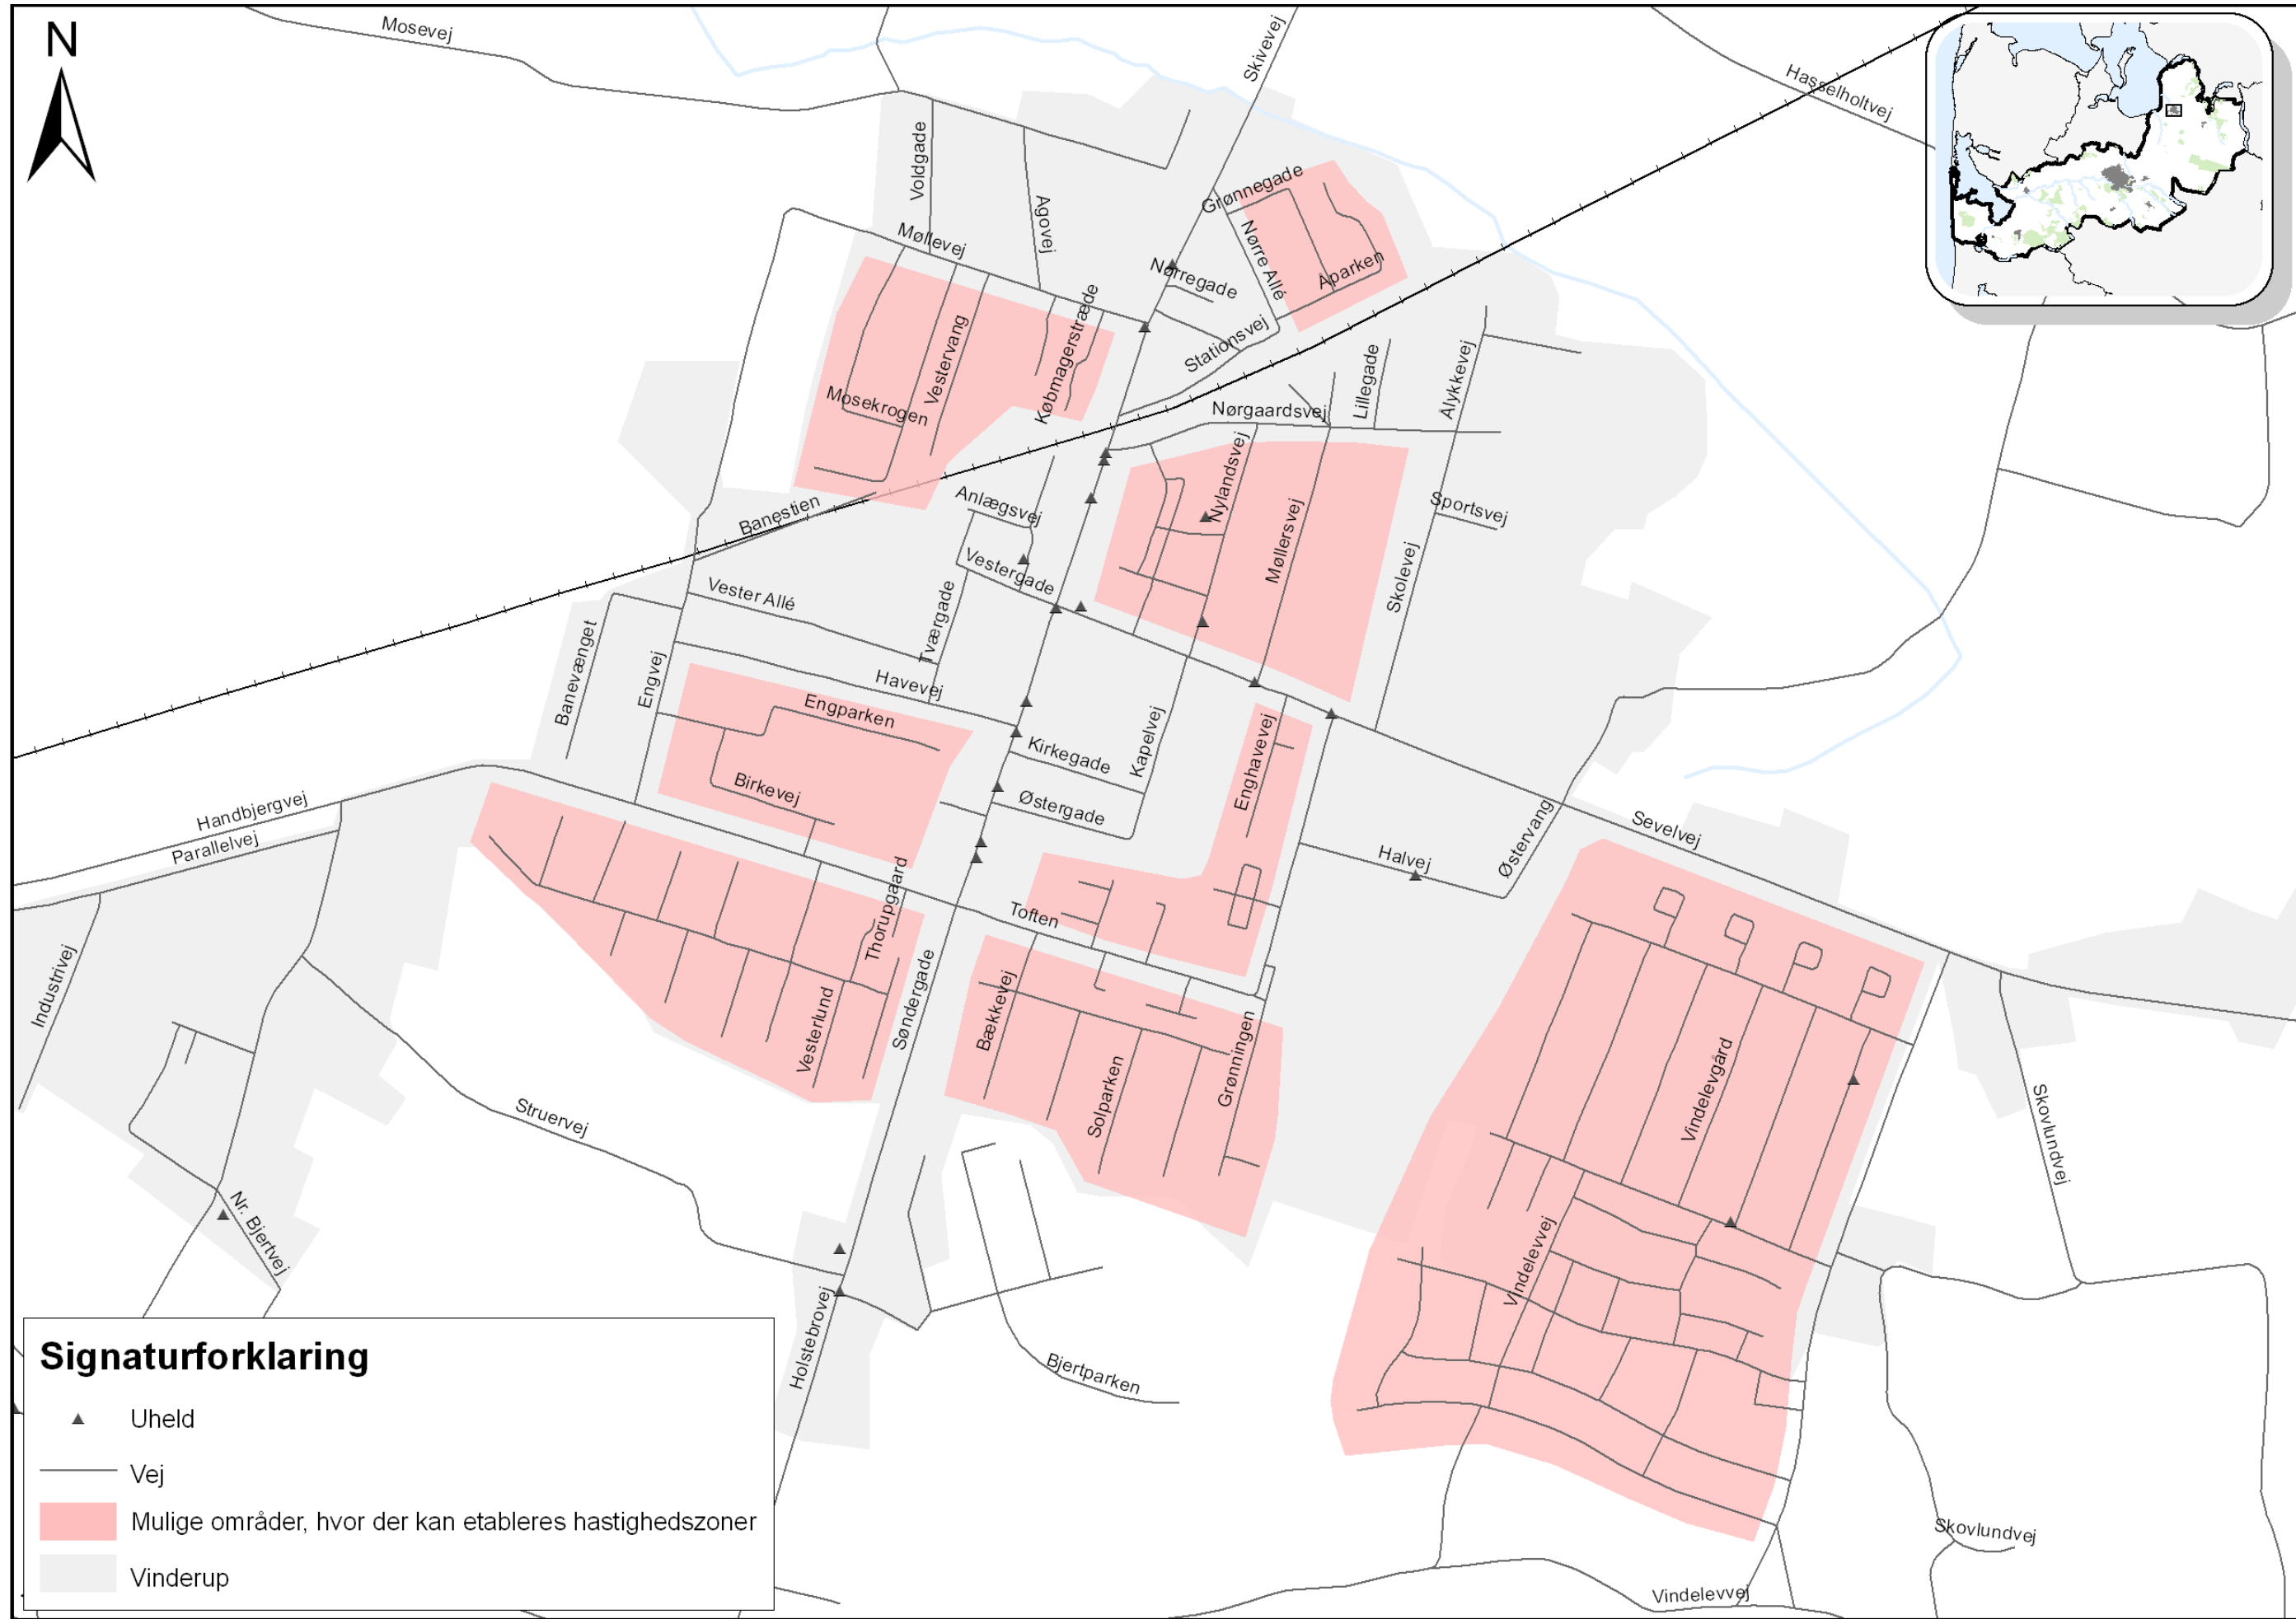 N
Mosevej
Skivevej
Hasselholtvej
Voldgade
Agovej
Møllevej
Grønnegade
Nørre Allé
Åparken
Nørregade
Stationsvej
Købmagerstræde
Vestervang
Mosekrogen
Lillegade
Ålykkevej
Nørgaardsvej
Nylandsvej
Møllersvej
Sportsvej
Skolevej
Banestien
Anlægsvej
Vestergade
Vester Allé
Tværgade
Banevænget
Engvej
Havevej
Engparken
Kirkegade
Kapelvej
Enghavevej
Birkevej
Østergade
Handbjergvej
Parallelvej
Halvej
Østervang
Sevelvej
Thorupgaard
Toften
Industrivej
Søndergade
Vesterlund
Bækkevej
Solparken
Grønningen
Vindelevgård
Skovlundvej
Struervej
Nr. Bjertvej
Vindelevvej
Holstebrovej
Bjertparken
Skovlundvej
Vindelevvej
Signaturforklaring
Uheld
Vej
Mulige områder, hvor der kan etableres hastighedszoner
Vinderup